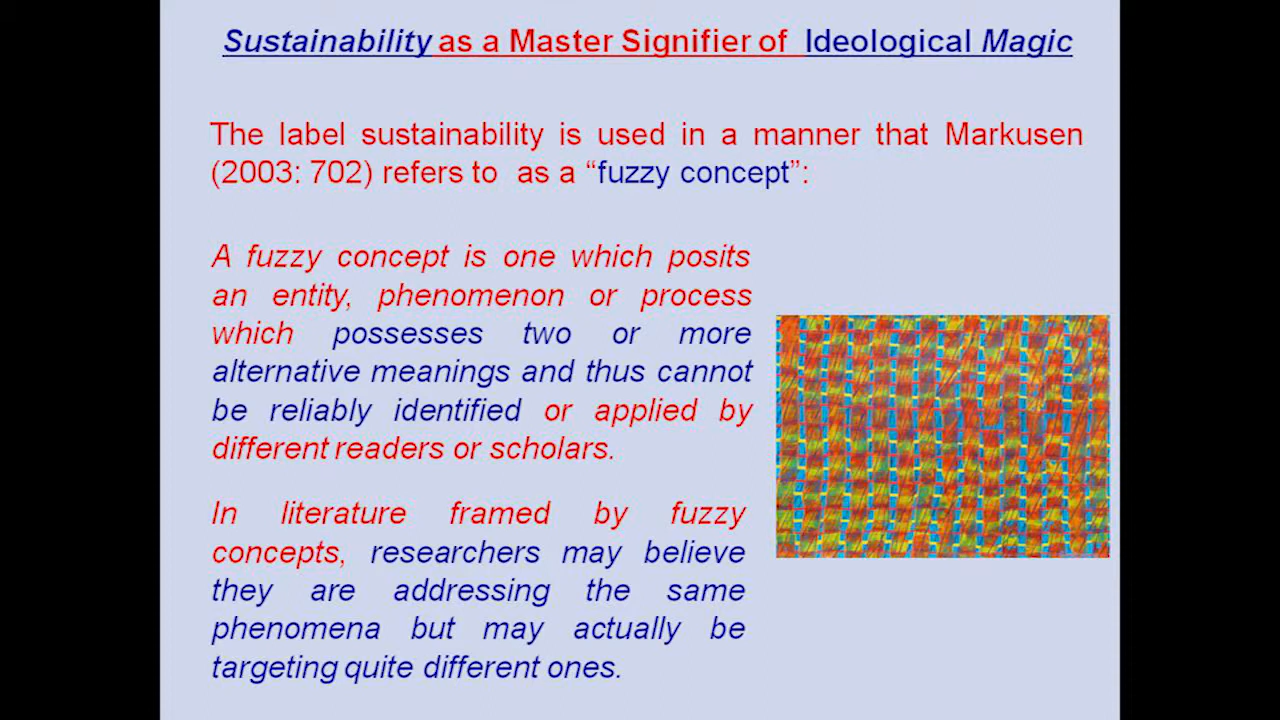 Sustainability as a Master Signifier of Ideological Magic
The label sustainability is used in a manner that Markusen
(2003: 702) refers to as a “fuzzy concept”:
A fuzzy concept is one which posits
an entity, phenomenon or process
which possesses two or more
alternative meanings and thus cannot
be reliably identified or applied by
different readers or scholars.
In literature framed by fuzzy
concepts, researchers may believe
they are addressing the same
phenomena but may actually be
targeting quite different ones.